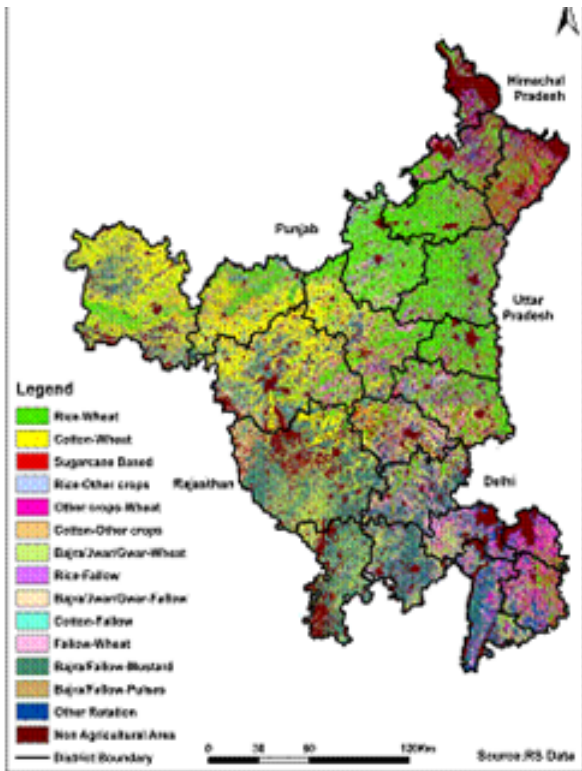 Himachal
Pradesh
Punjab
Uttar
Pradesh
Legend
Rice-Wheat
Cotton-Wheat
Sugarcane Based
Rice-Other crops
Rajasthan
Delhi
Other crops-Wheat
Cotton-Other crops
Bajra/Jwar/Gwar-Wheat
Rice-Fallow
Bajra/Jwar/Gwar-Fallow
Cotton-Fallow
Fallow-Wheat
Bajra/Fallow-Mustard
Bajra/Fallow-Pulses
Other Rotation
Non Agricultural Area
District Boundary
0 30 60 120Km
Source:RS Data